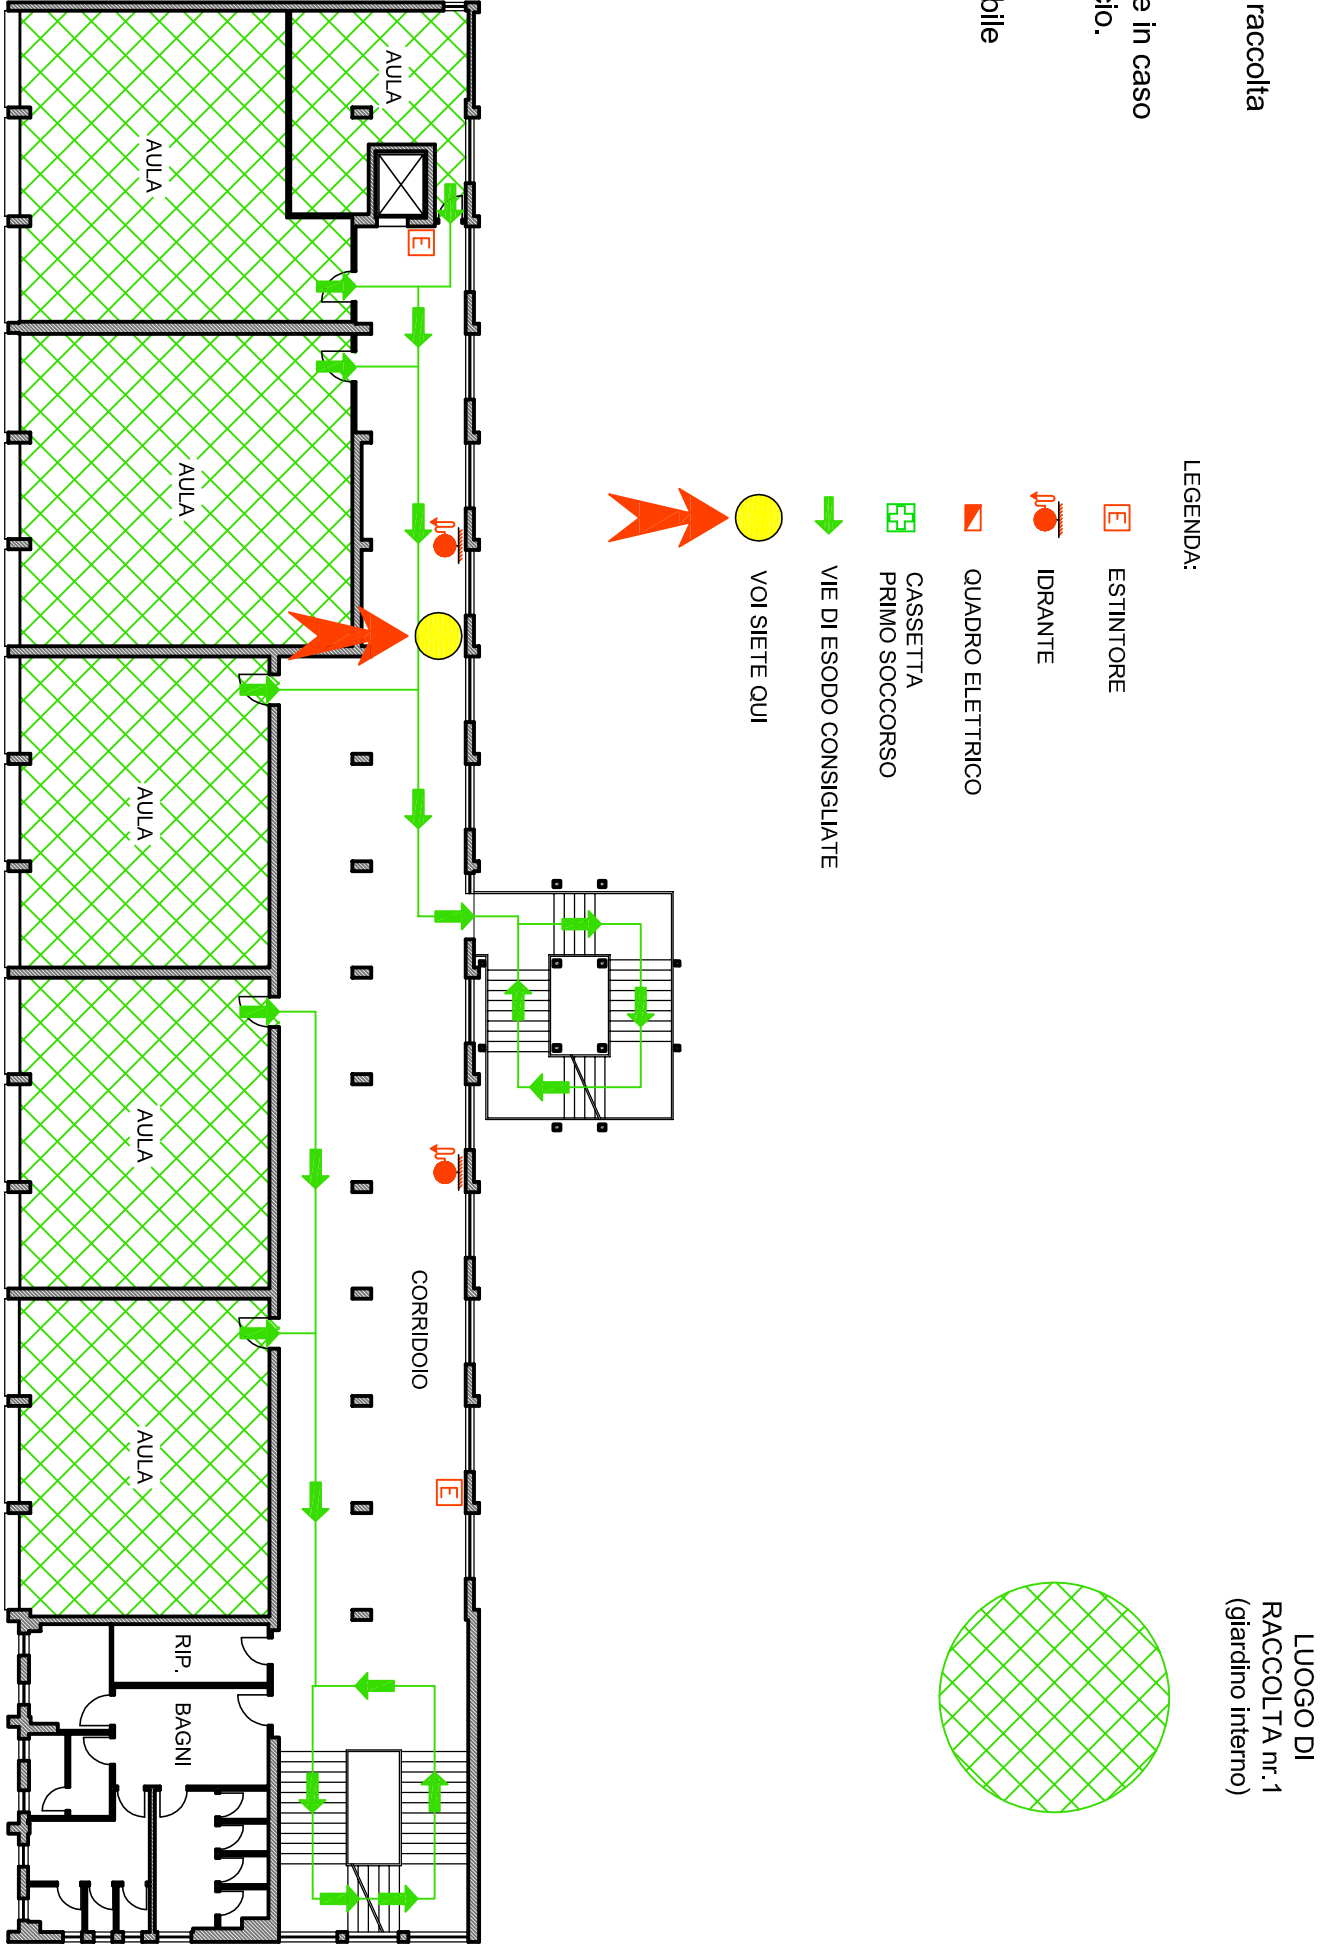 raccolta
e in caso
cio.
bile
LEGENDA:
ESTINTORE
IDRANTE
QUADRO ELETTRICO
CASSETTA
PRIMO SOCCORSO
VIE DI ESODO CONSIGLIATE
VOI SIETE QUI
LUOGO DI
RACCOLTA nr.1
(giardino interno)
AULA
AULA
AULA
AULA
AULA
AULA
CORRIDOIO
RIP.
BAGNI
E
E
E